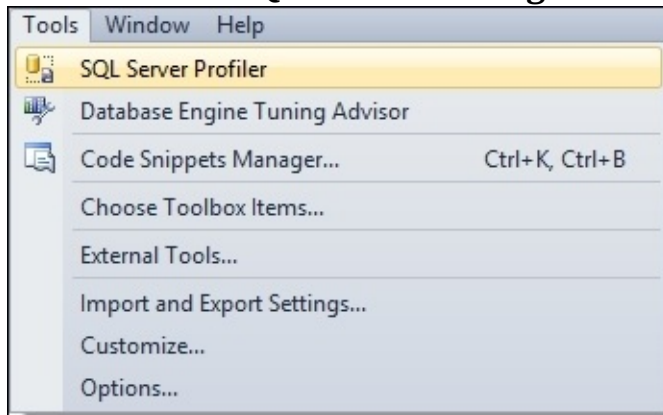 Tools Window Help
SQL Server Profiler
Database Engine Tuning Advisor
Code Snippets Manager... Ctrl+K, Ctrl+B
Choose Toolbox Items...
External Tools...
Import and Export Settings...
Customize...
Options...